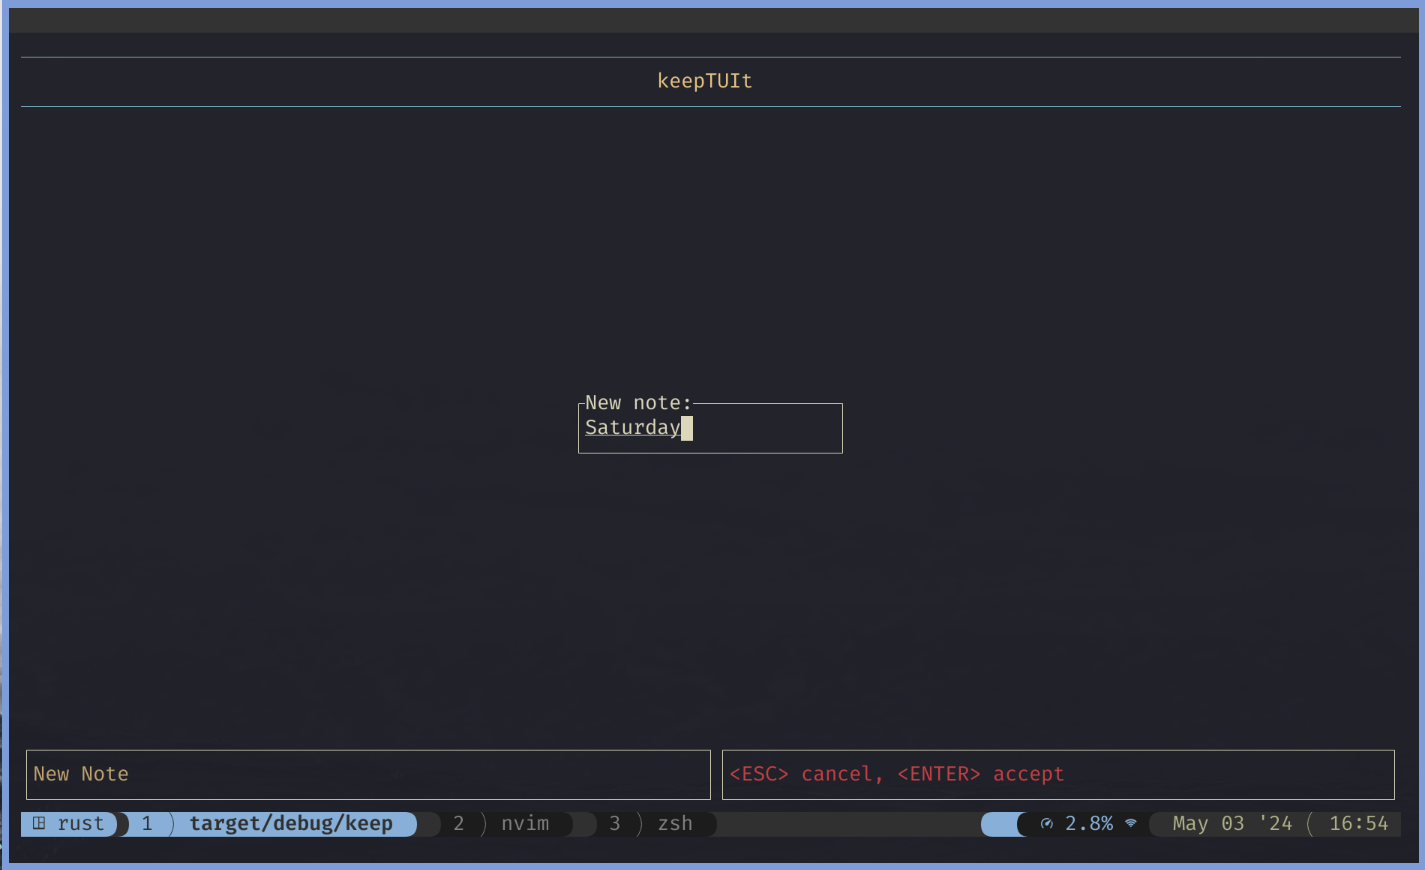 keepTUIt
New note:
Saturday
New Note
<ESC> cancel, <ENTER> accept
rust 1 target/debug/keep 2 nvim 3 zsh 2.8% May 03 '24 16:54